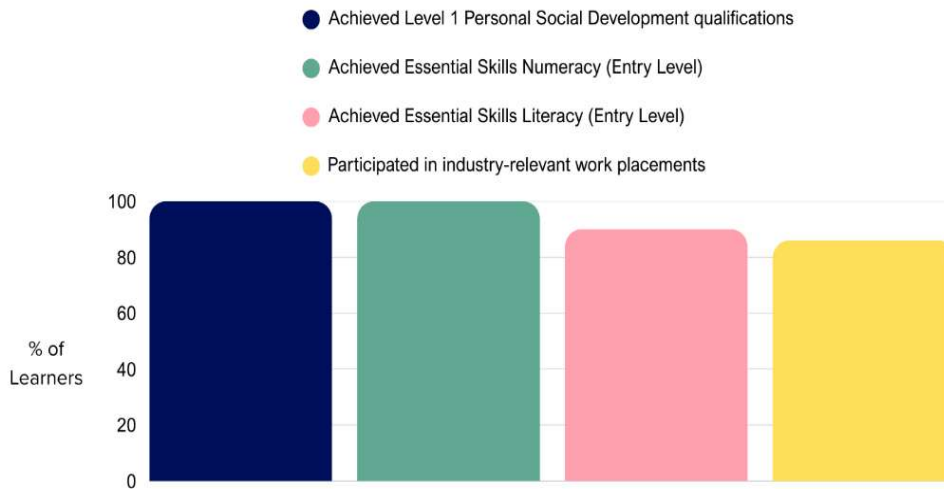 Achieved Level 1 Personal Social Development qualifications
Achieved Essential Skills Numeracy (Entry Level)
Achieved Essential Skills Literacy (Entry Level)
Participated in industry-relevant work placements
100
80
60
40
20
0
% of
Learners